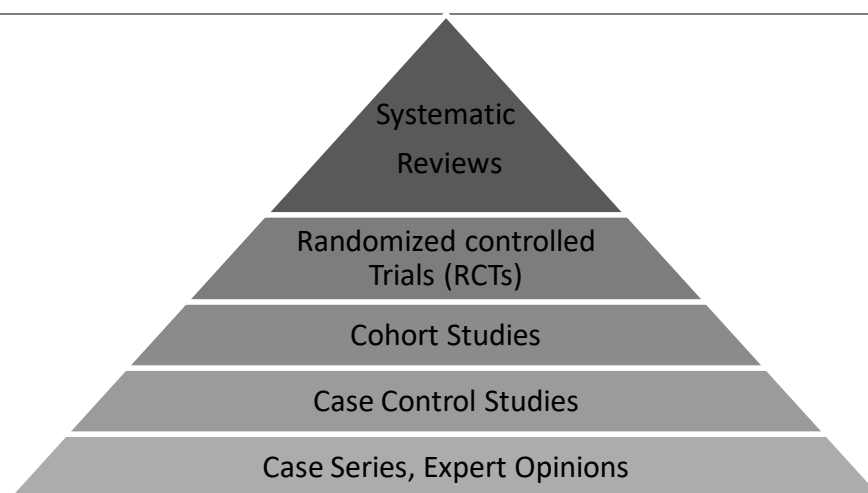 Systematic
Reviews
Randomized controlled
Trials (RCTs)
Cohort Studies
Case Control Studies
Case Series, Expert Opinions